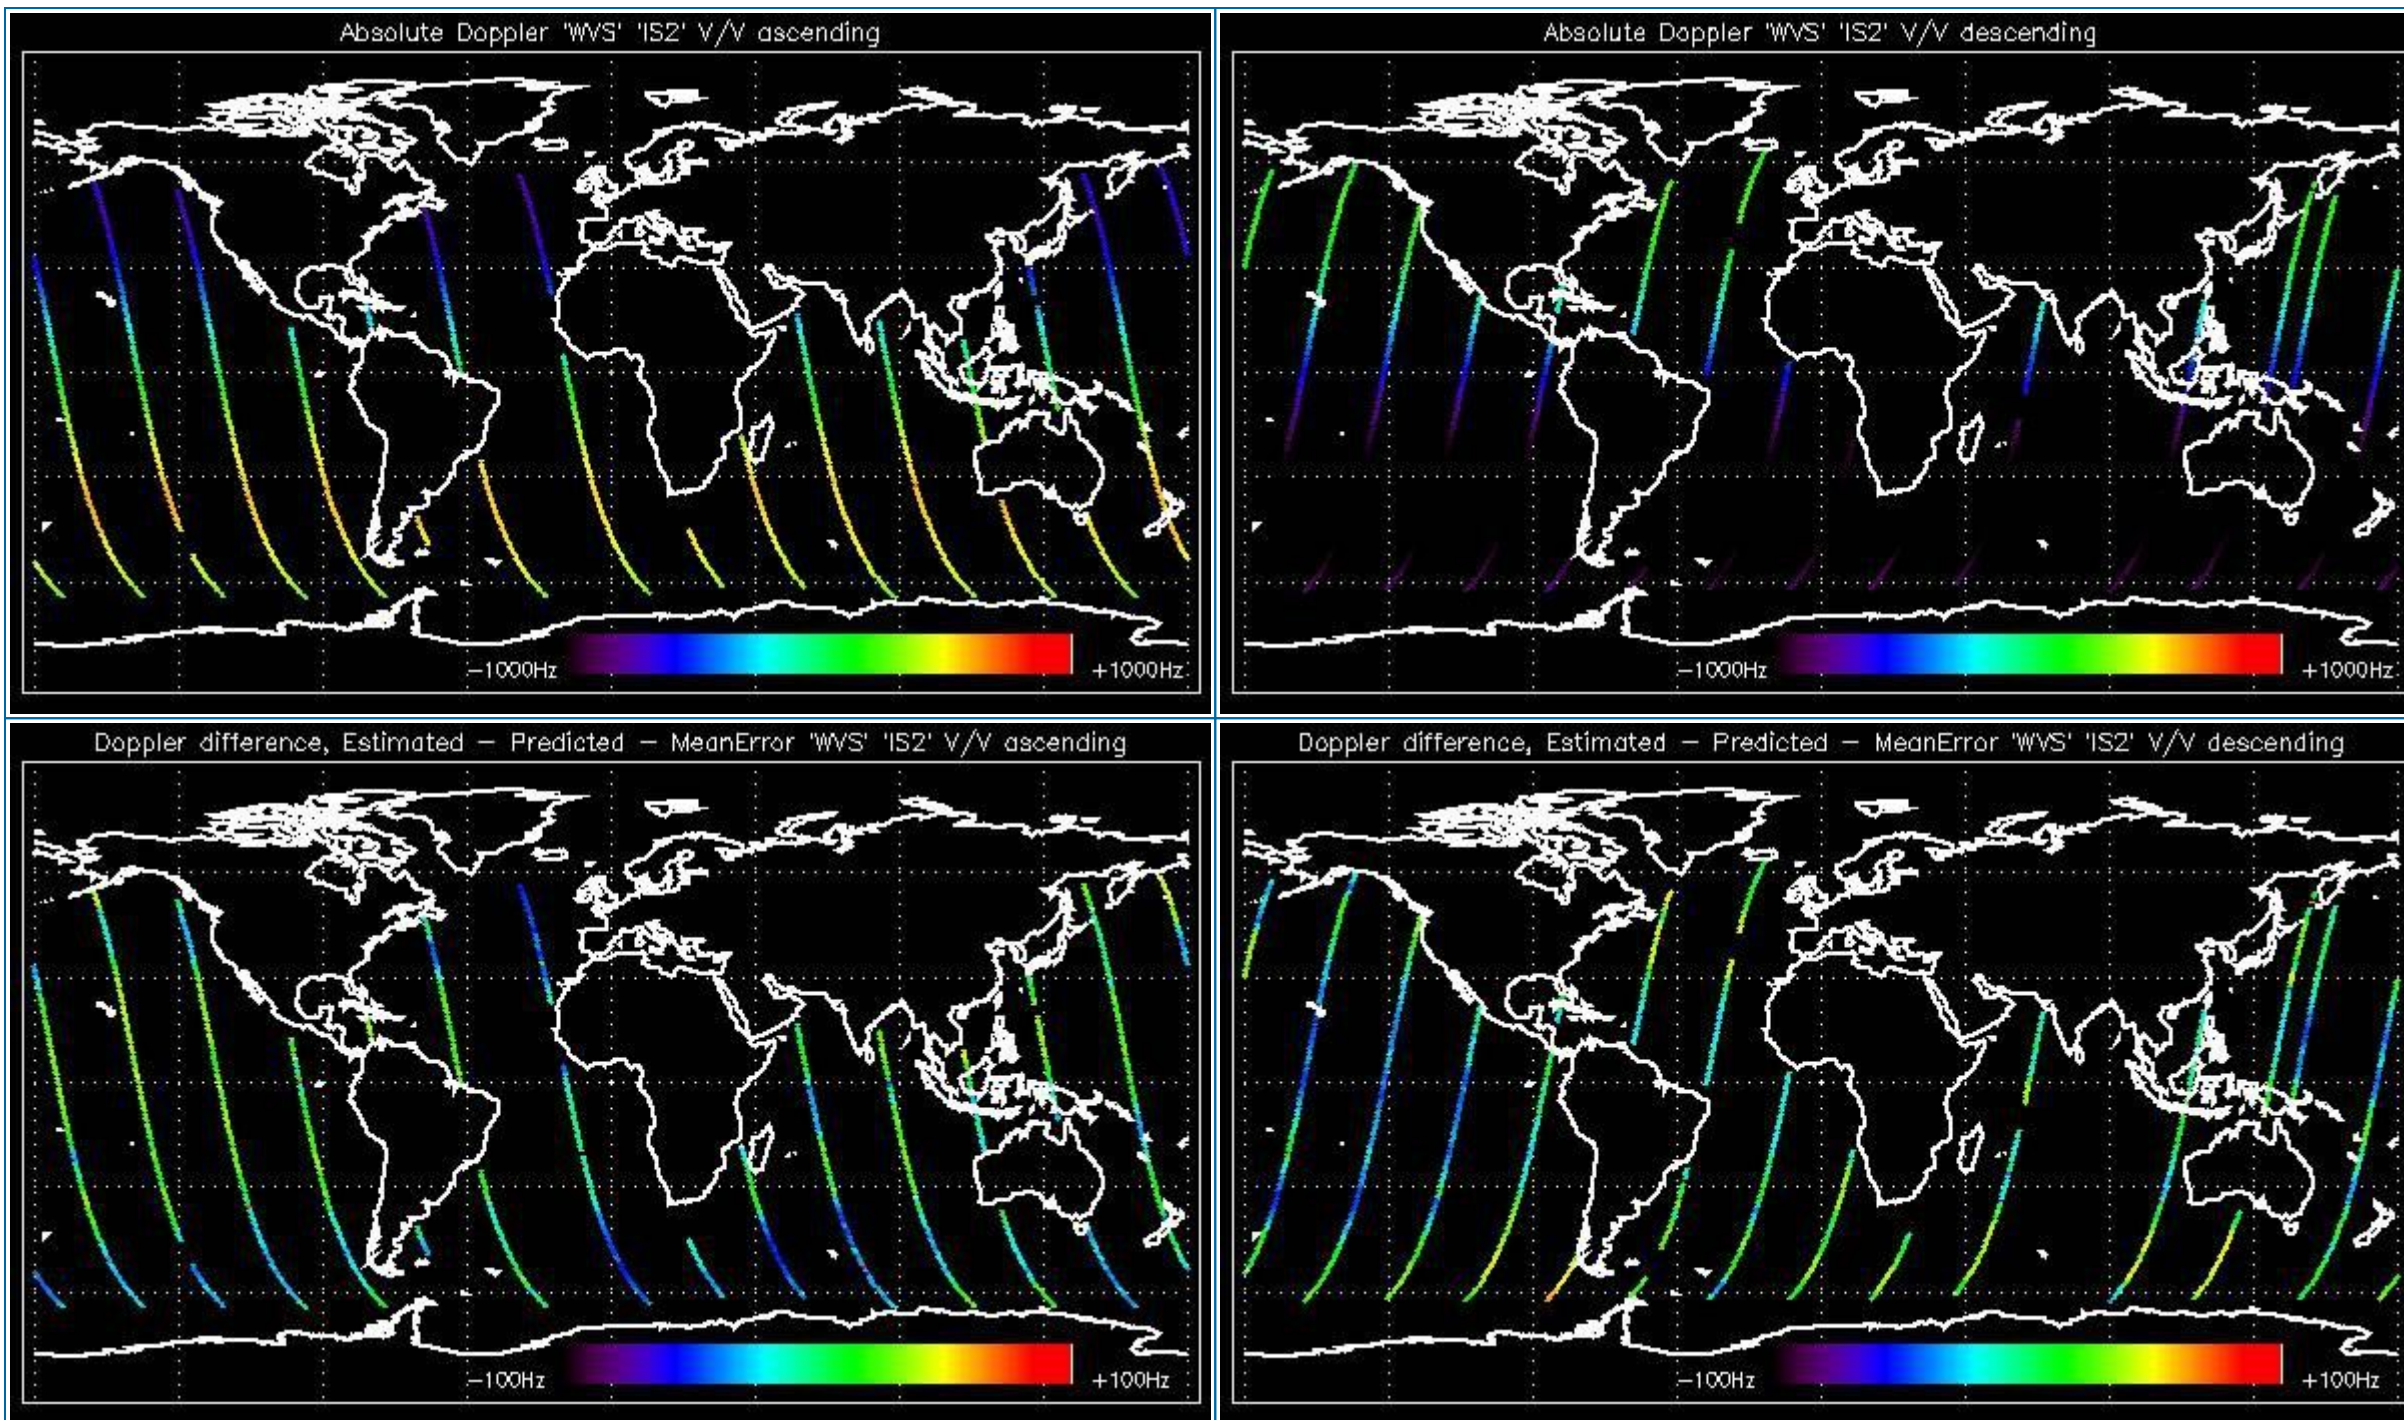 Absolute Doppler 'WVS' 'IS2' V/V ascending
-1000Hz
+1000Hz
Absolute Doppler 'WVS' 'IS2' V/V descending
-1000Hz
+1000Hz
Doppler difference, Estimated - Predicted - MeanError 'WVS' 'IS2' V/V ascending
-100Hz
+100Hz
Doppler difference, Estimated - Predicted - MeanError 'WVS' 'IS2' V/V descending
-100Hz
+100Hz